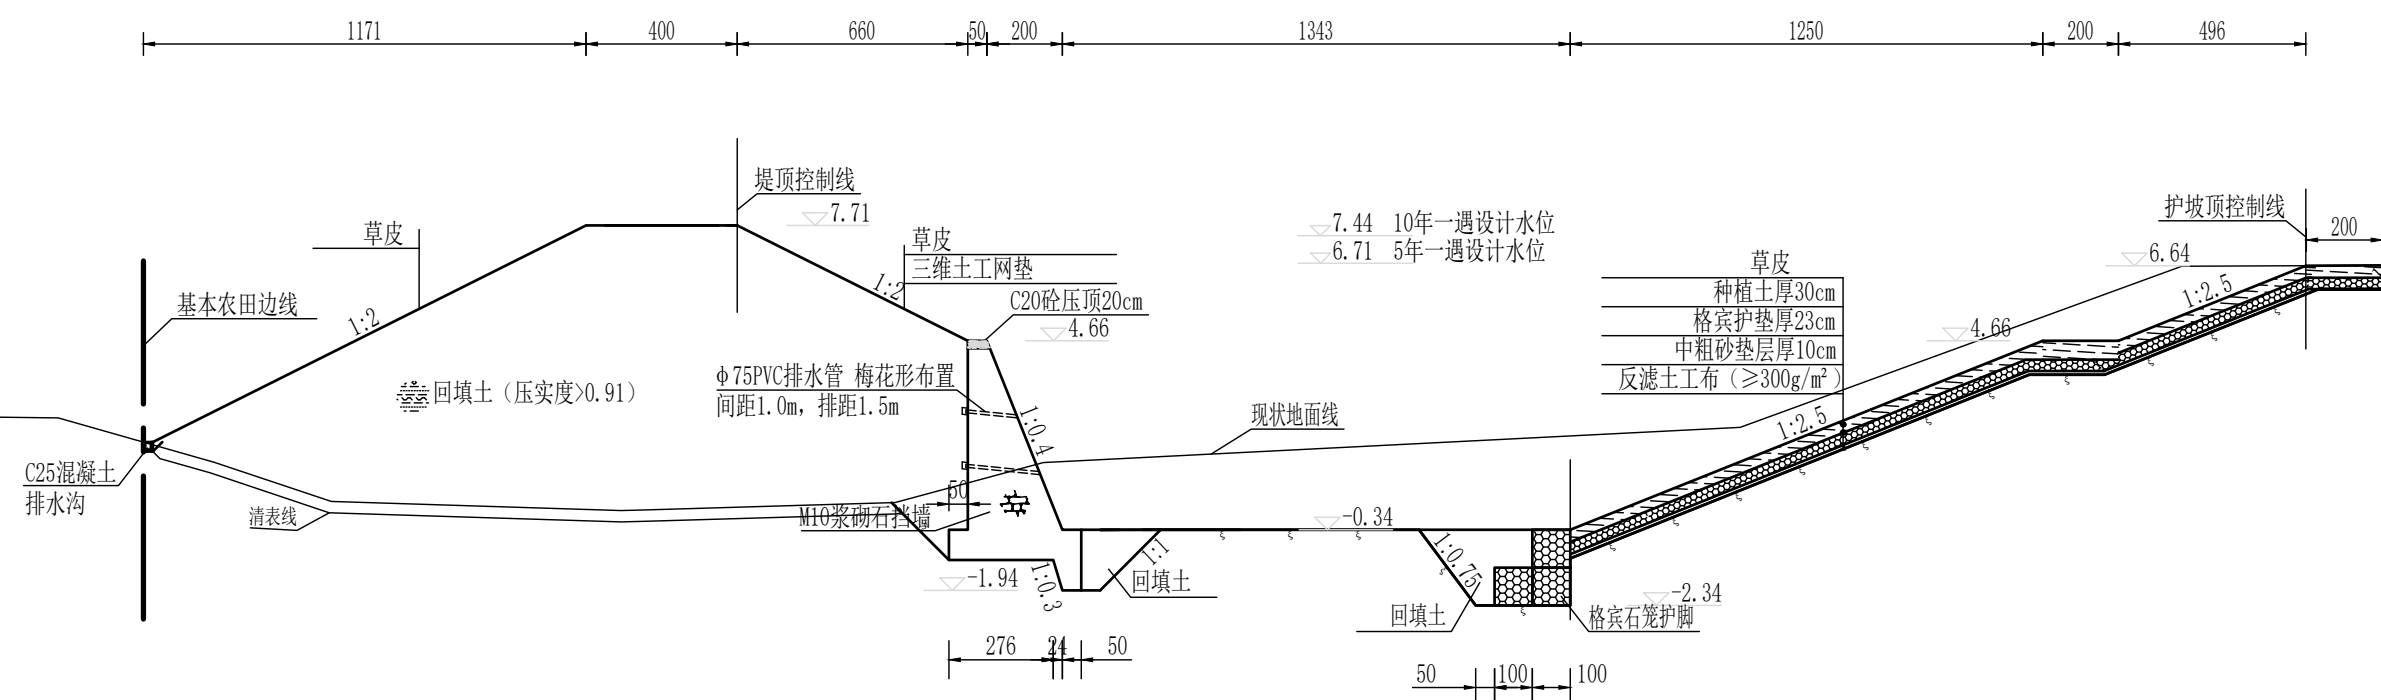 1171
400
660
50
200
1343
1250
200
496
堤顶控制线
7.71
草皮
草皮
三维土工网垫
1:2
C20砼压顶20cm
4.66
7.44 10年一遇设计水位
6.71 5年一遇设计水位
护坡顶控制线
200
6.64
草皮
种植土厚30cm
格宾护垫厚23cm
中粗砂垫层厚10cm
反滤土工布（≥300g/m²）
4.66
1:2.5
1:2.5
基本农田边线
1:2
回填土（压实度>0.91）
φ75PVC排水管 梅花形布置
间距1.0m，排距1.5m
1:0.4
现状地面线
C25混凝土
排水沟
清表线
50
M10浆砌石挡墙
-0.34
-1.94
1:0.3
1:1
回填土
1:0.75
回填土
-2.34
格宾石笼护脚
276
24
50
50
100
100